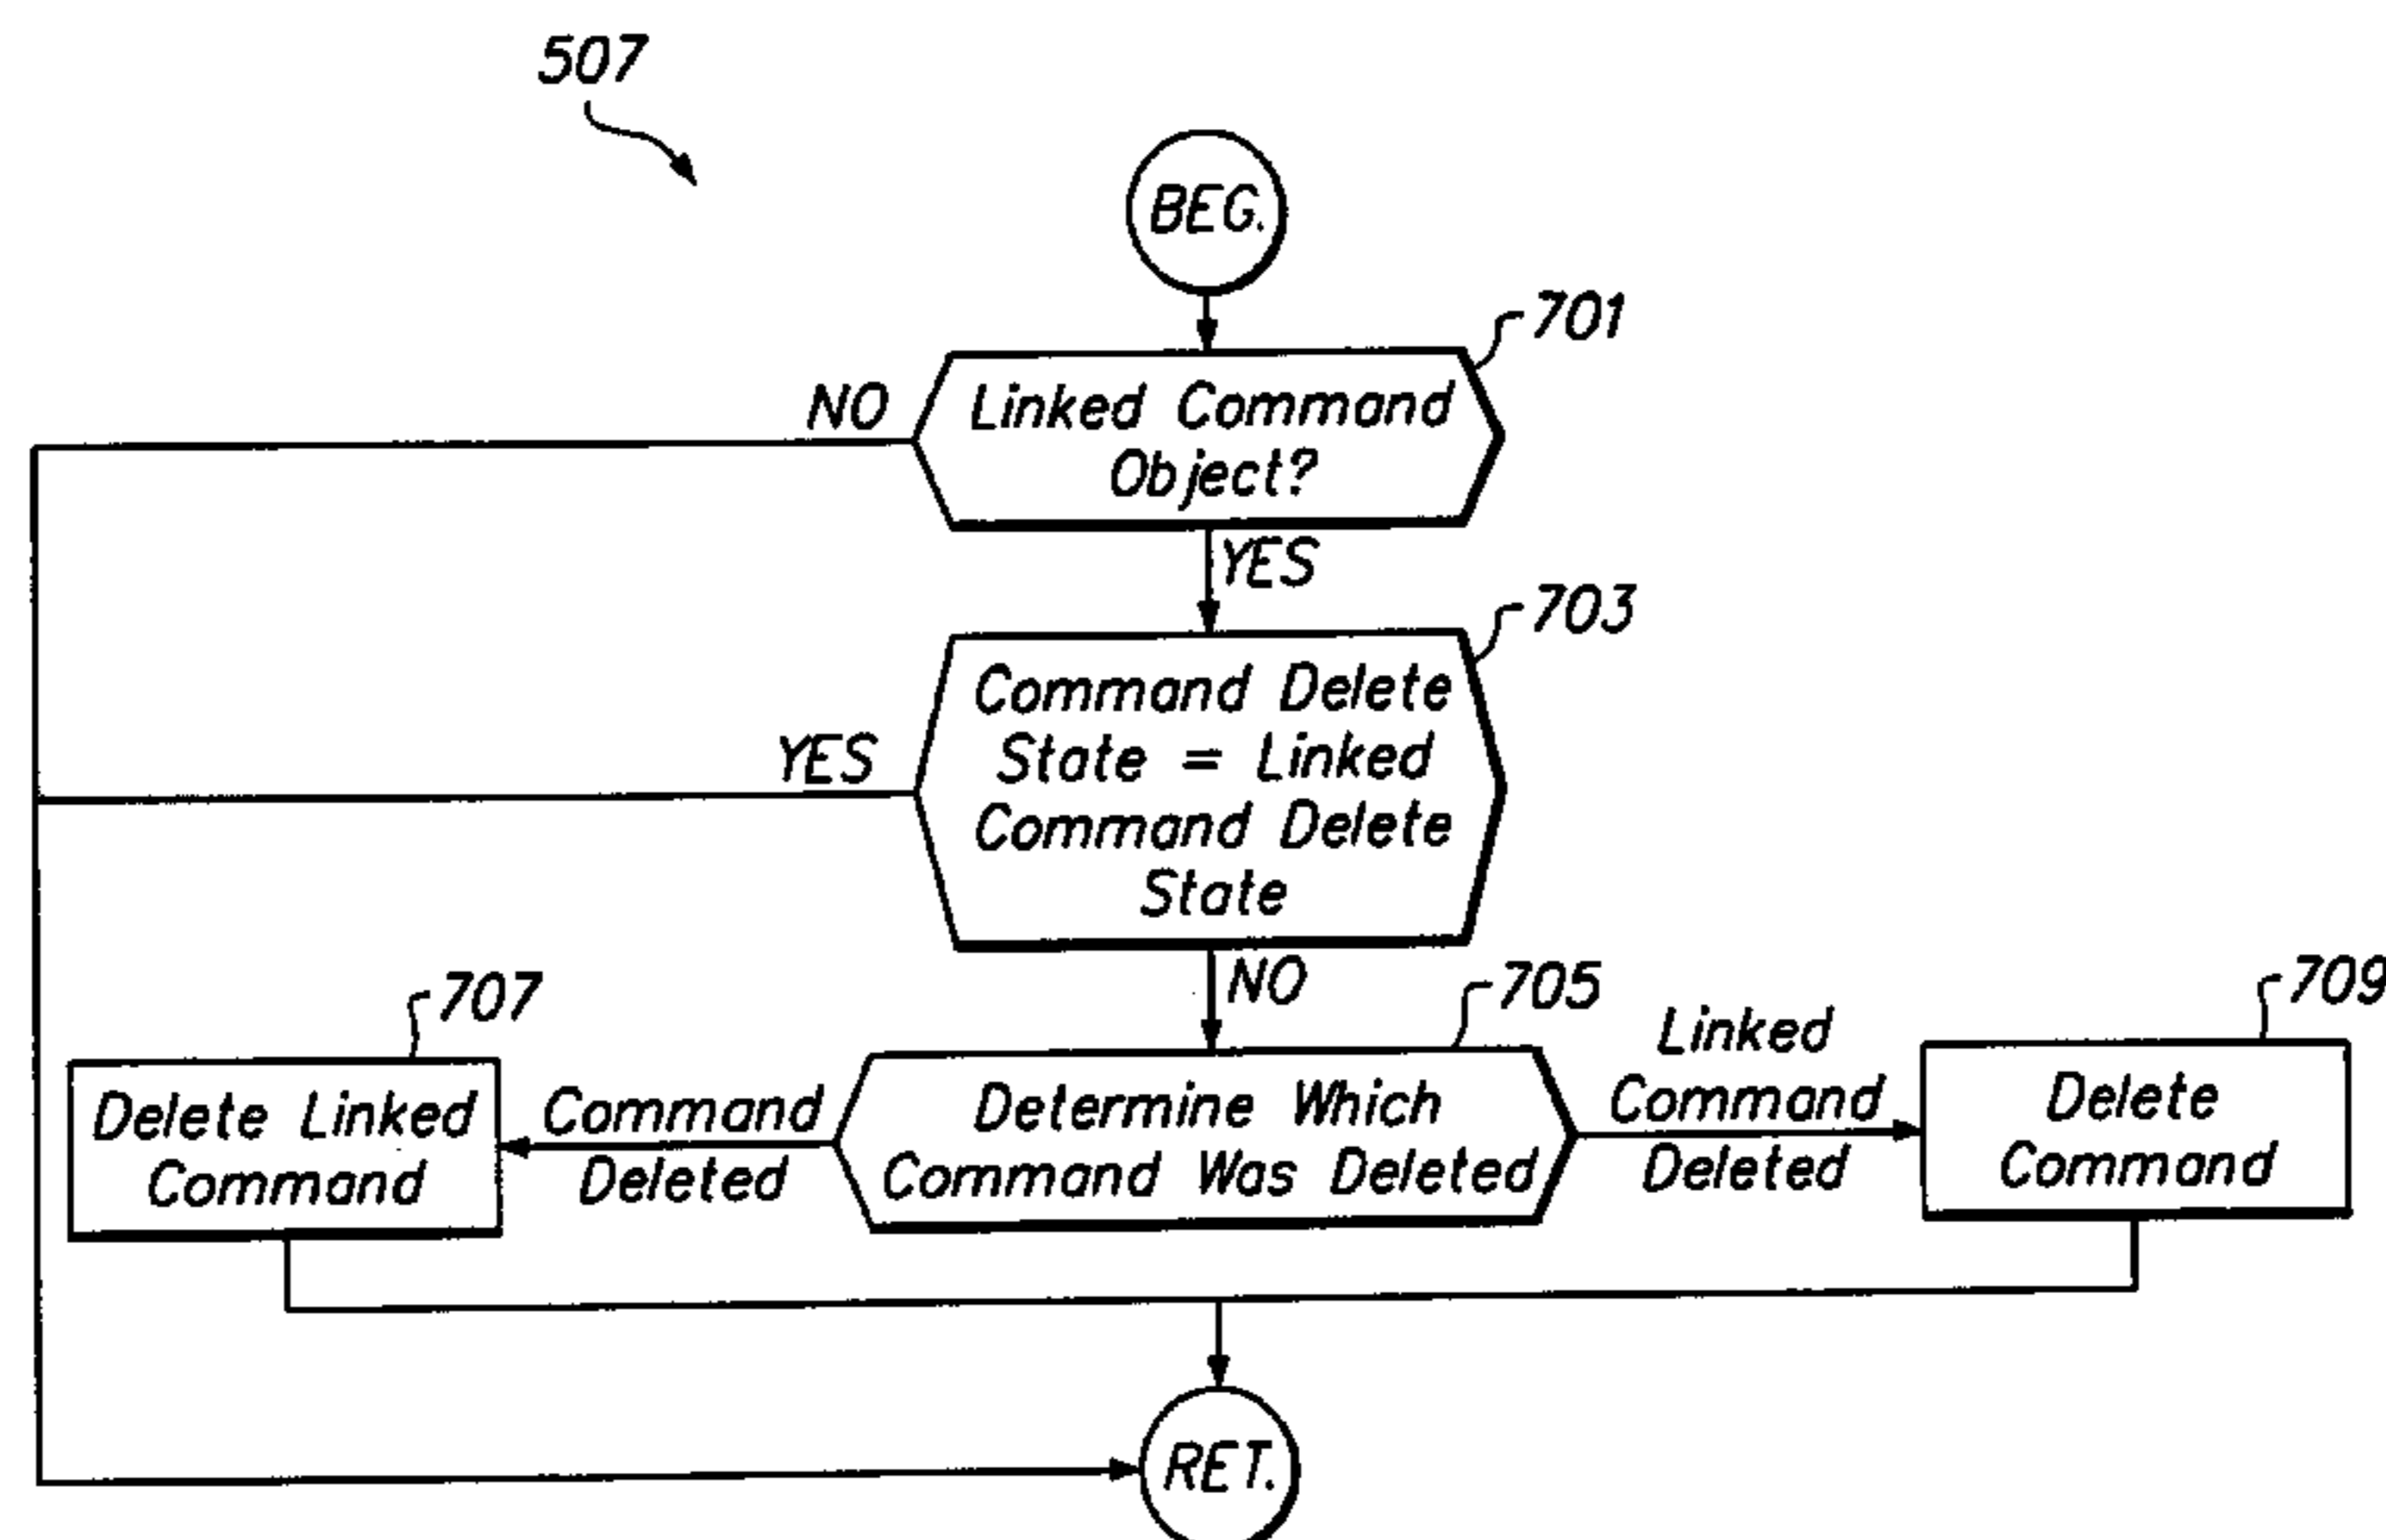 507
BEG.
701
NO
Linked Command
Object?
YES
703
Command Delete
State = Linked
Command Delete
State
YES
NO
705
707
709
Delete Linked
Command
Command
Deleted
Determine Which
Command Was Deleted
Linked
Command
Deleted
Delete
Command
RET.